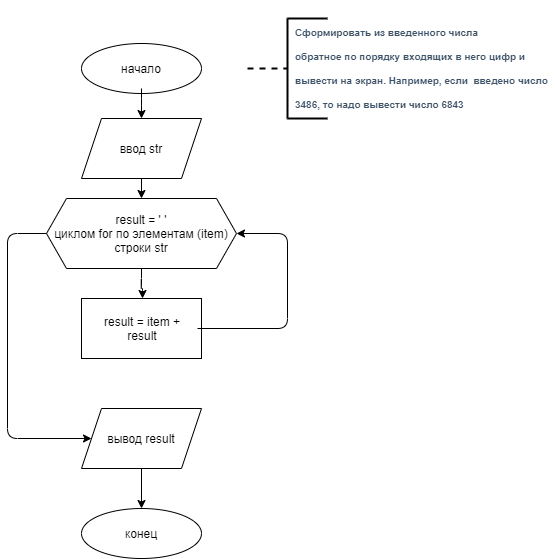 Сформировать из введенного числа
обратное по порядку входящих в него цифр и
вывести на экран. Например, если введено число
3486, то надо вывести число 6843
начало
ввод str
result = ' '
циклом for по элементам (item)
строки str
result = item +
result
вывод result
конец